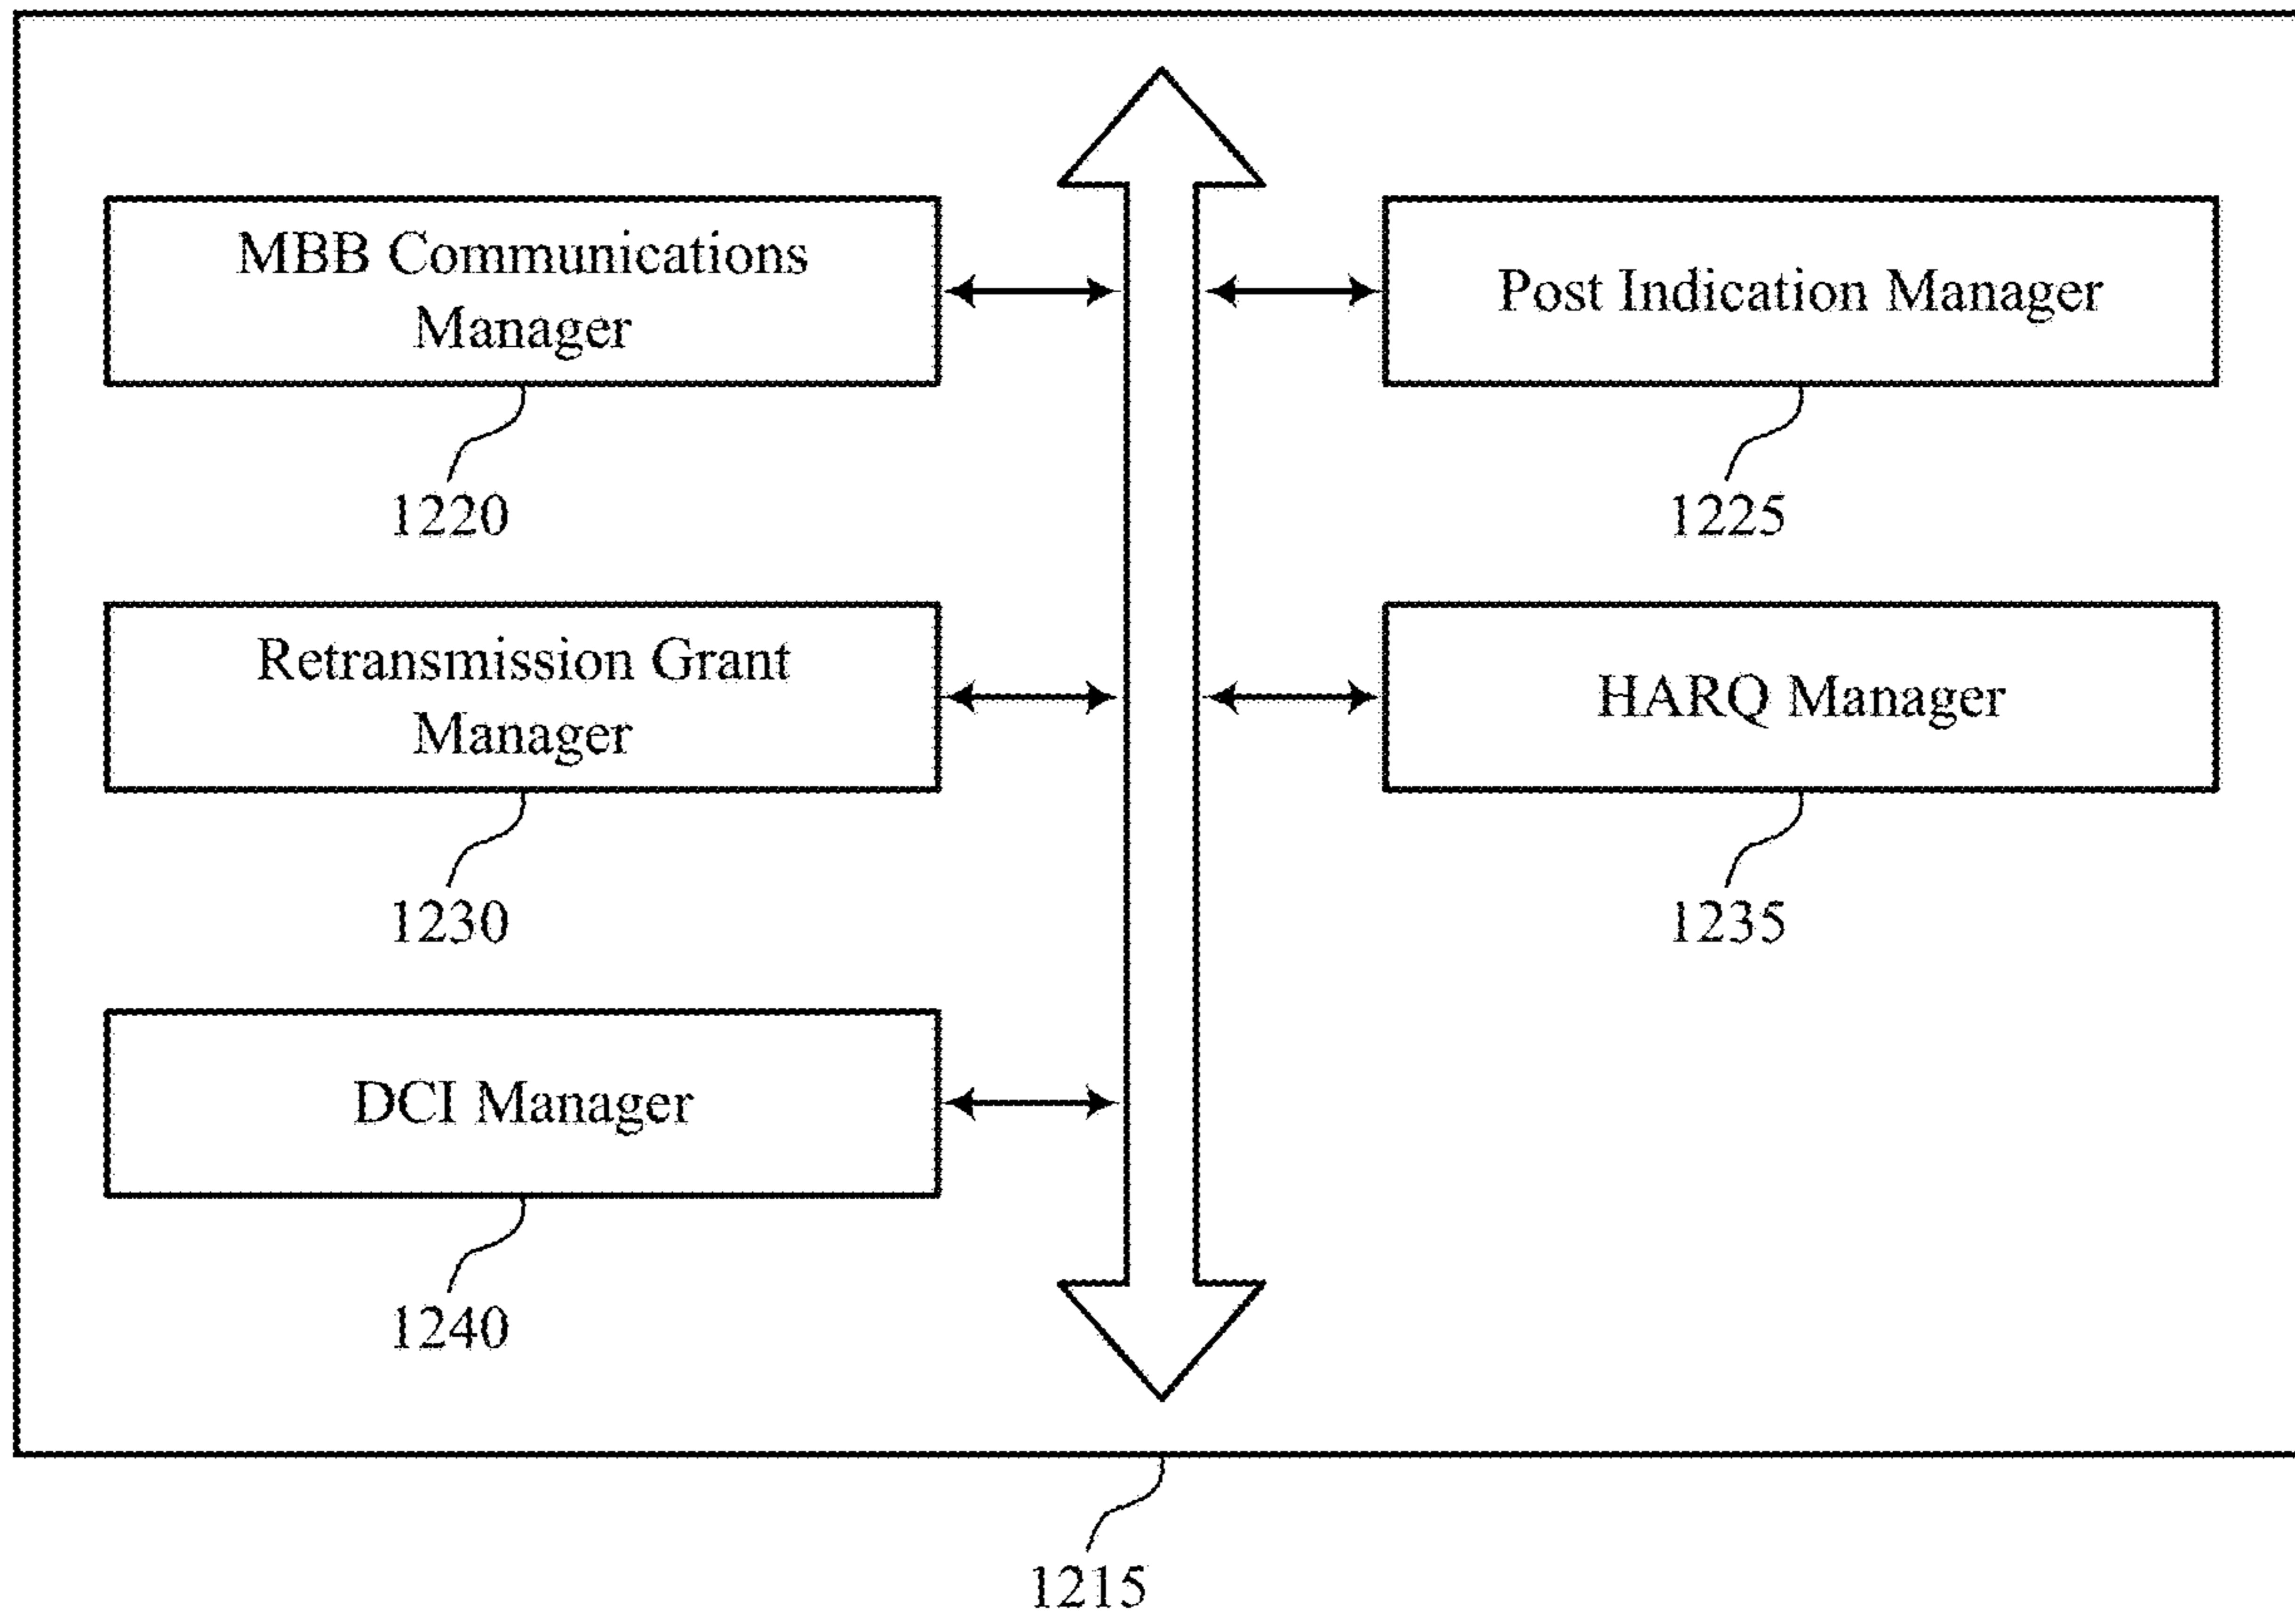 MBB Communications
Manager
1220
Post Indication Manager
1225
Retransmission Grant
Manager
1230
HARQ Manager
1235
DCI Manager
1240
1215